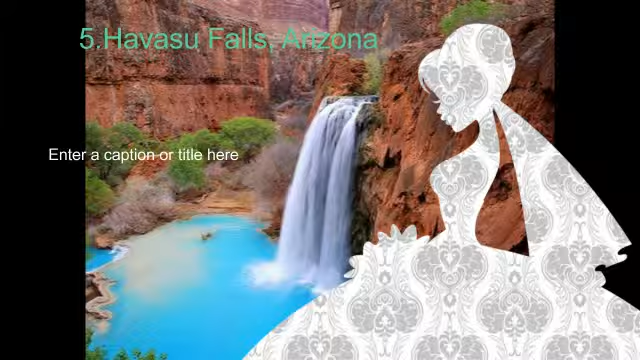 5.Havasu Falls, Arizona
Enter a caption or title here